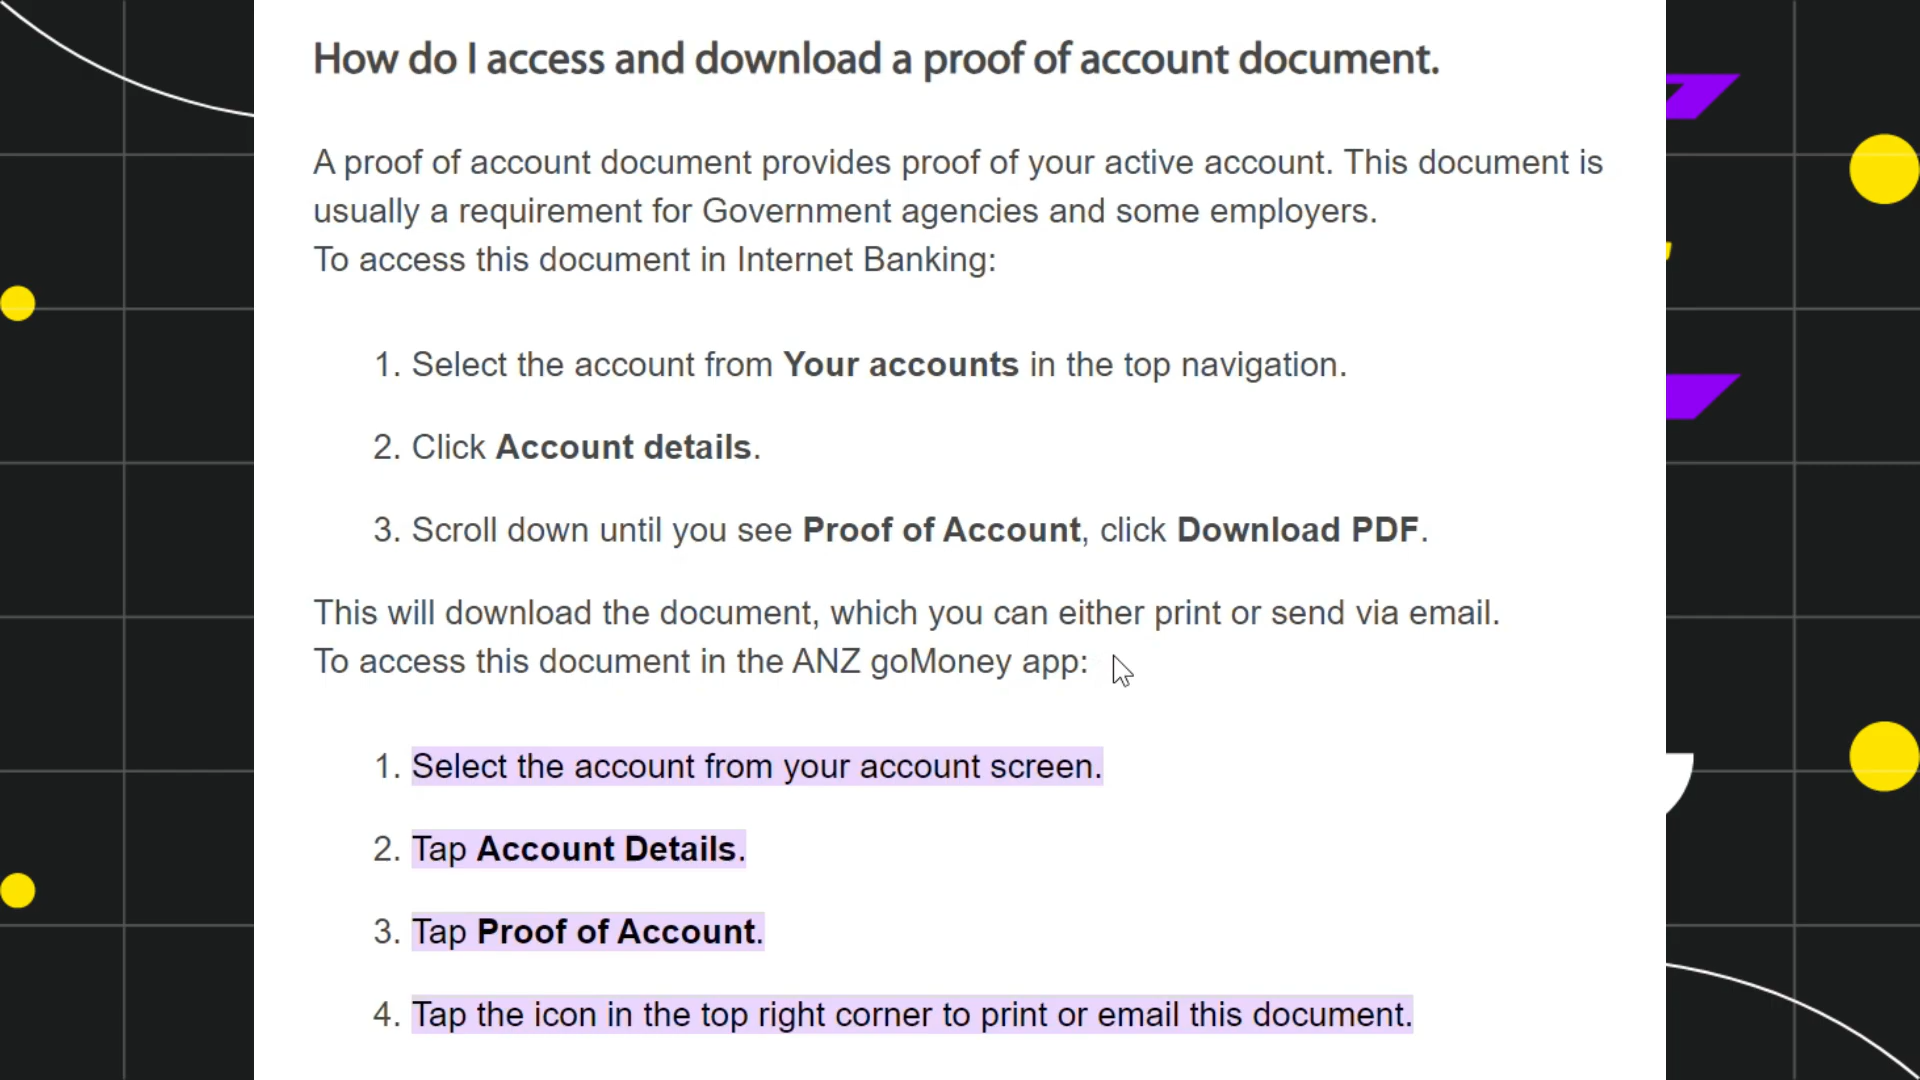 How do I access and download a proof of account document.
A proof of account document provides proof of your active account. This document is
usually a requirement for Government agencies and some employers.
To access this document in Internet Banking:
1. Select the account from Your accounts in the top navigation.
2. Click Account details.
3. Scroll down until you see Proof of Account, click Download PDF.
This will download the document, which you can either print or send via email.
To access this document in the ANZ goMoney app:
1. Select the account from your account screen.
2. Tap Account Details.
3. Tap Proof of Account.
4. Tap the icon in the top right corner to print or email this document.